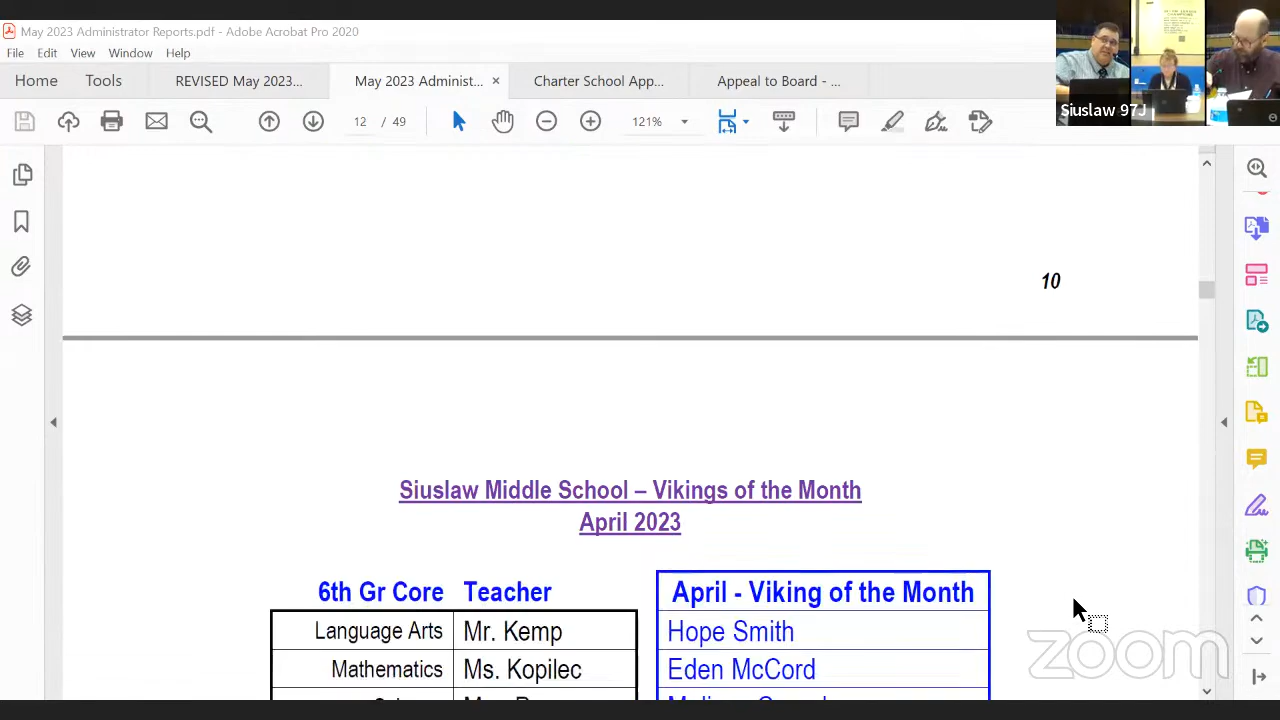 May 2023 Administrator Reports.pdf - Adobe Acrobat Pro 2020
File Edit View Window Help
Home Tools REVISED May 2023... May 2023 Administ... × Charter School App... Appeal to Board - ...
12 / 49 121%
Siuslaw 97J
10
Siuslaw Middle School – Vikings of the Month
April 2023
6th Gr Core Teacher April - Viking of the Month
Language Arts Mr. Kemp Hope Smith
Mathematics Ms. Kopilec Eden McCord
zoom